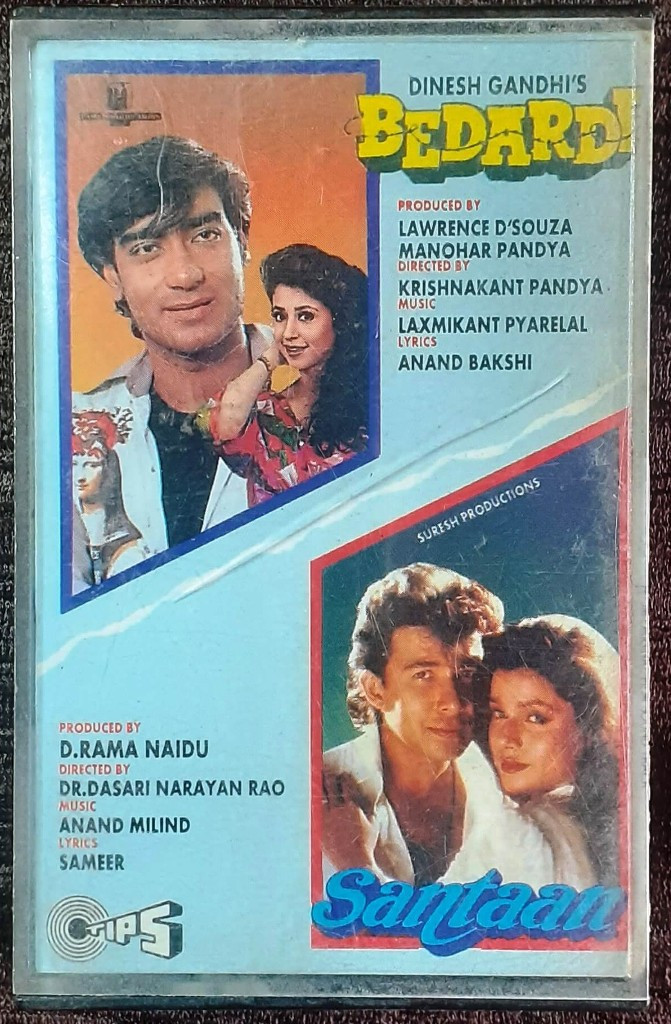 DINESH GANDHI'S
BEDARDI
PRODUCED BY
LAWRENCE D'SOUZA
MANOHAR PANDYA
DIRECTED BY
KRISHNAKANT PANDYA
MUSIC
LAXMIKANT PYARELAL
LYRICS
ANAND BAKSHI
SURESH PRODUCTIONS
PRODUCED BY
D.RAMA NAIDU
DIRECTED BY
DR.DASARI NARAYAN RAO
MUSIC
ANAND MILIND
LYRICS
SAMEER
Santaan
TIPS